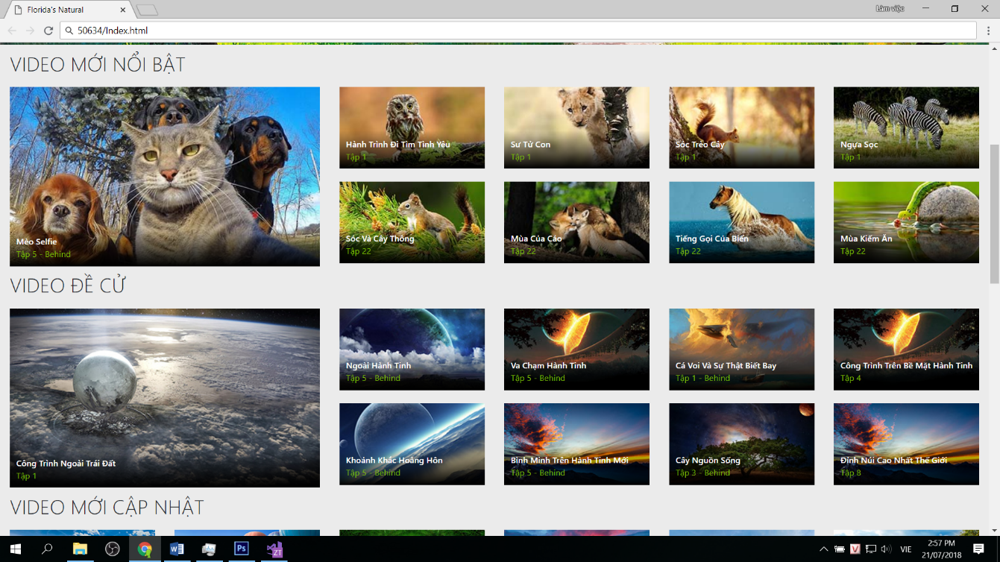 Florida's Natural
Làm việc
50634/Index.html
VIDEO MỚI NỔI BẬT
Mèo Selfie
Tập 5 - Behind
Hành Trình Đi Tìm Tình Yêu
Tập 1
Sư Tử Con
Tập 1
Sóc Trèo Cây
Tập 1
Ngựa Sọc
Tập 1
Sóc Và Cây Thông
Tập 22
Mùa Của Cáo
Tập 22
Tiếng Gọi Của Biển
Tập 22
Mùa Kiếm Ăn
Tập 22
VIDEO ĐỀ CỬ
Công Trình Ngoài Trái Đất
Tập 1
Ngoài Hành Tinh
Tập 5 - Behind
Va Chạm Hành Tinh
Tập 5 - Behind
Cá Voi Và Sự Thật Biết Bay
Tập 1 - Behind
Công Trình Trên Bề Mặt Hành Tinh
Tập 4
Khoảnh Khắc Hoàng Hôn
Tập 5 - Behind
Bình Minh Trên Hành Tinh Mới
Tập 5 - Behind
Cây Nguồn Sống
Tập 3 - Behind
Đỉnh Núi Cao Nhất Thế Giới
Tập 8
VIDEO MỚI CẬP NHẬT
W
Ps
ZT
V
VIE
2:57 PM
21/07/2018